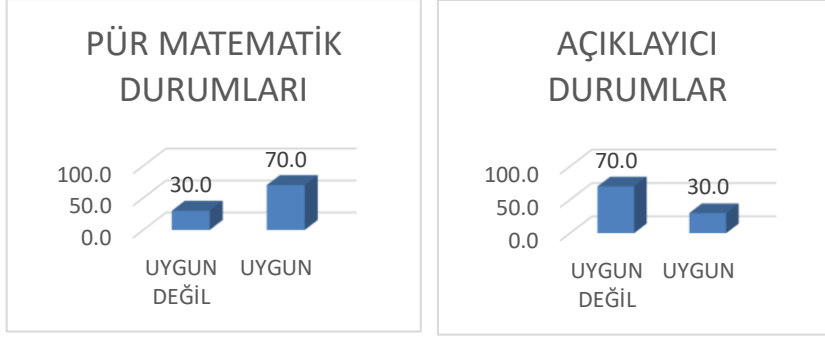 PÜR MATEMATİK
DURUMLARI
100.0
50.0
0.0
30.0
70.0
UYGUN
DEĞİL
UYGUN
AÇIKLAYICI
DURUMLAR
100.0
50.0
0.0
70.0
30.0
UYGUN
DEĞİL
UYGUN